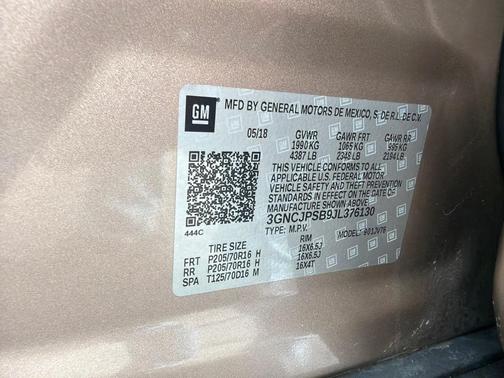 GM
MFD BY GENERAL MOTORS DE MEXICO, S. DE R.L. DE C.V.
05/18 GVWR GAWR FRT GAWR RR
1990 KG 1065 KG 995 KG
4387 LB 2348 LB 2194 LB
THIS VEHICLE CONFORMS TO ALL
APPLICABLE U.S. FEDERAL MOTOR
VEHICLE SAFETY AND THEFT PREVENTION
STANDARDS IN EFFECT ON THE DATE OF
MANUFACTURE SHOWN ABOVE.
3GNCJPSB9JL376130
444C TYPE: M.P.V. MODEL:
TIRE SIZE RIM
FRT P205/70R16 H 16X6.5J
RR P205/70R16 H 16X6.5J
SPA T125/70D16 M 16X4T